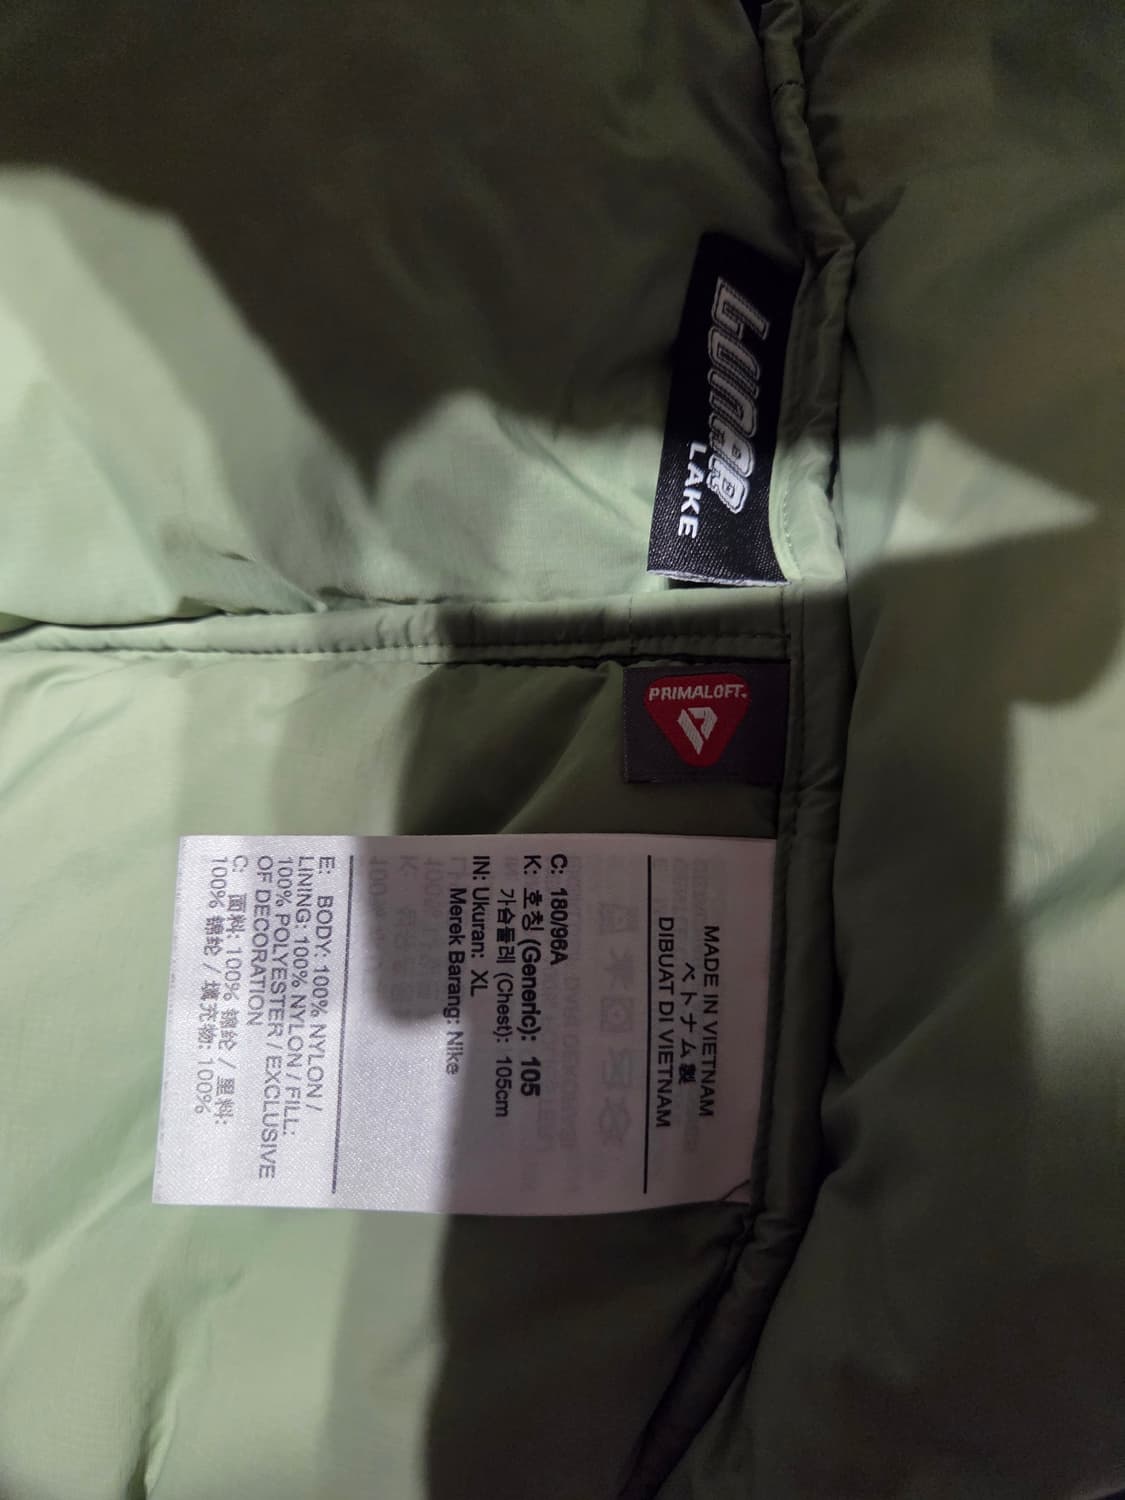 LUNAR
LAKE
PRIMALOFT
MADE IN VIETNAM
ベトナム製
DIBUAT DI VIETNAM
C: 180/96A
K: 호칭 (Generic): 105
가슴둘레 (Chest): 105cm
IN: Ukuran: XL
Merek Barang: Nike
E: BODY: 100% NYLON /
LINING: 100% NYLON / FILL:
100% POLYESTER / EXCLUSIVE
OF DECORATION
C: 面料: 100% 锦纶 / 里料:
100% 锦纶 / 填充物: 100%